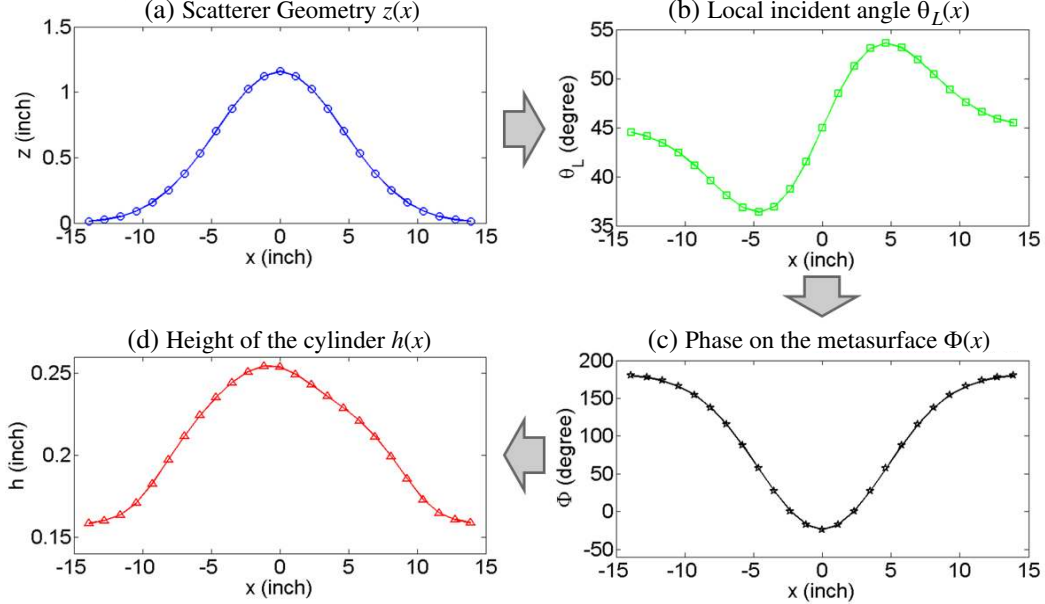 (a) Scatterer Geometry z(x)
1.5
1
0.5
0
z (inch)
-15 -10 -5 0 5 10 15
x (inch)
(b) Local incident angle θL(x)
55
50
45
40
35
θL (degree)
-15 -10 -5 0 5 10 15
x (inch)
(d) Height of the cylinder h(x)
0.25
0.2
0.15
h (inch)
-15 -10 -5 0 5 10 15
x (inch)
(c) Phase on the metasurface Φ(x)
200
150
100
50
0
-50
Φ (degree)
-15 -10 -5 0 5 10 15
x (inch)